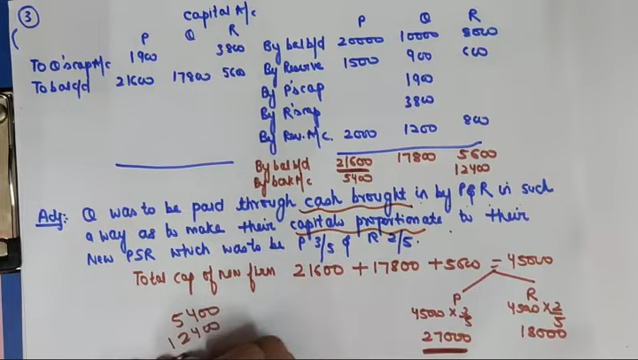 ③ Capital A/c
P Q R P Q R
To Q's cap A/c 1900 3800 By bal b/d 20000 10000 8000
To bal c/d 21600 17800 5600 By Reserve 1500 900 600
By P's cap 1900
By R's cap 3800
By Rev. A/c. 2000 1200 800
By bal b/d 21600 17800 5600
By bank A/c 5400 12400
Adj: Q was to be paid through cash brought in by P & R in such
a way as to make their capitals proportionate to their
New PSR which was to be P 3/5 & R 2/5.
Total cap of new firm 21600 + 17800 + 5600 = 45000
P R
45000 × 3/5 4500 × 2/5
27000 18000
5400
12400